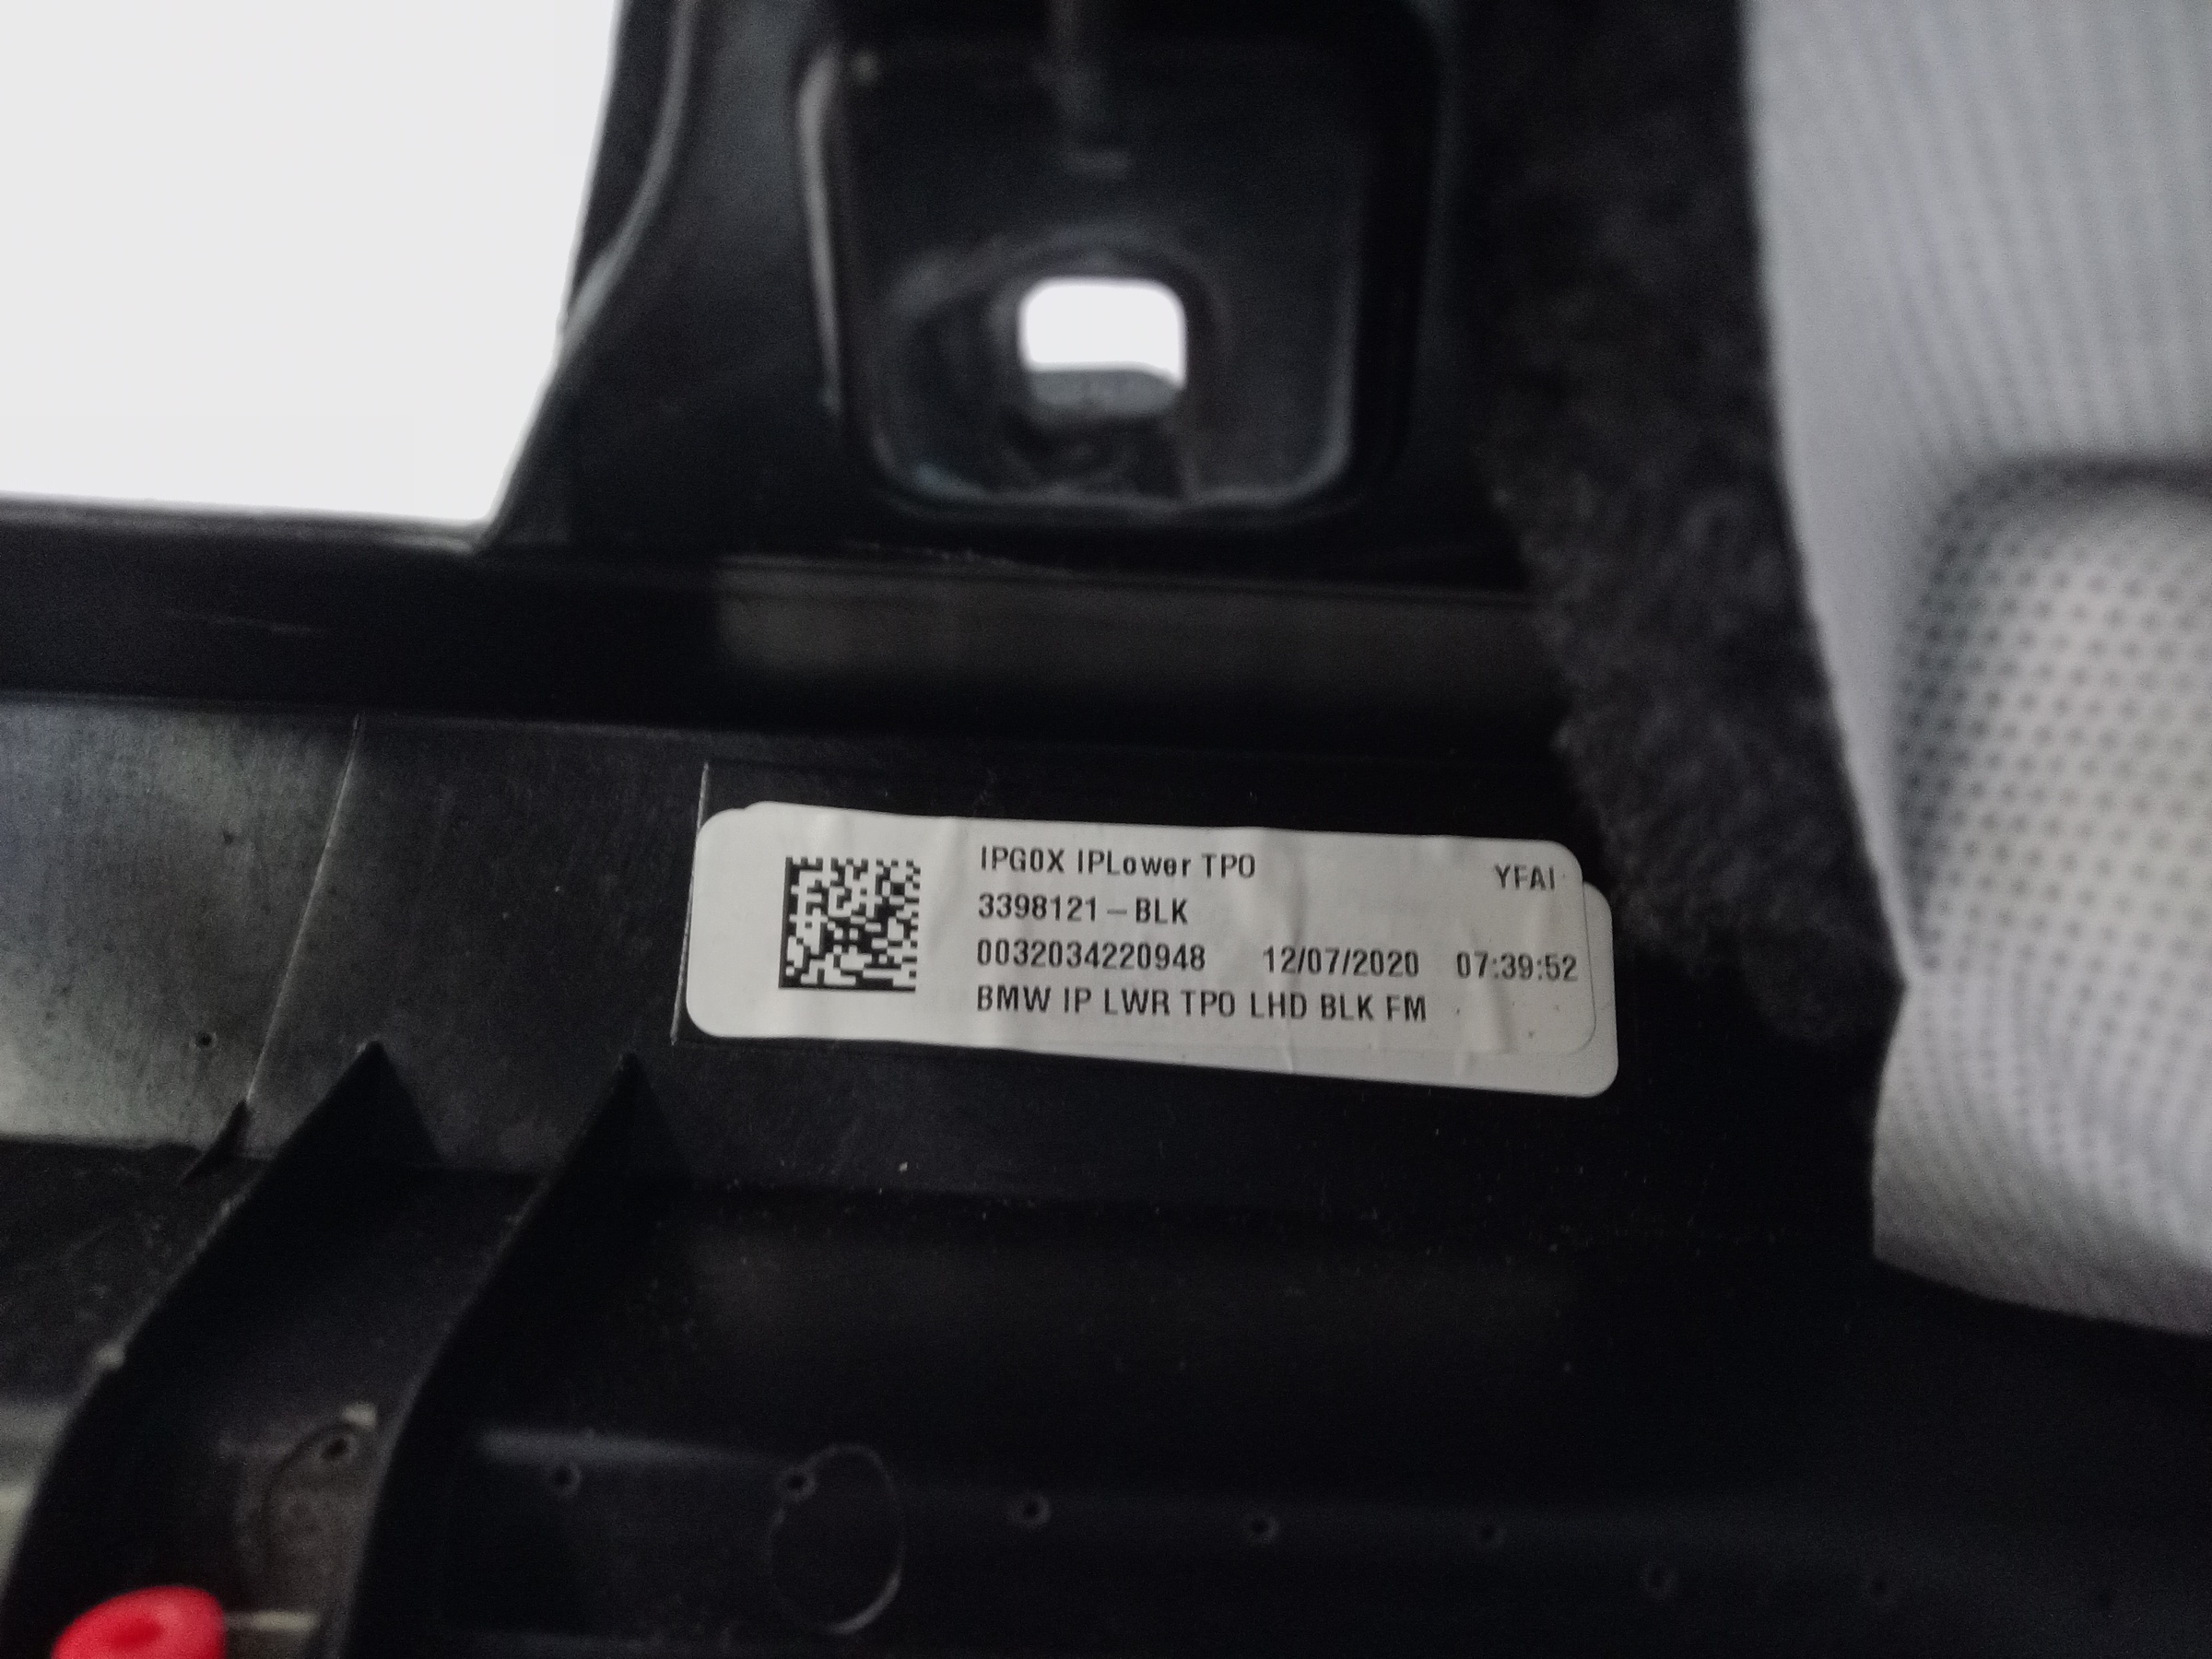 IPG0X IPLower TPO YFAI
3398121-BLK
0032034220948 12/07/2020 07:39:52
BMW IP LWR TPO LHD BLK FM